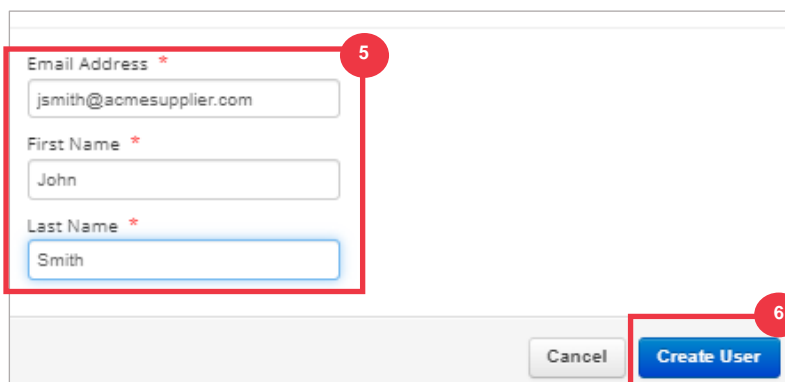 5
Email Address *
jsmith@acmesupplier.com
First Name *
John
Last Name *
Smith
6
Cancel Create User